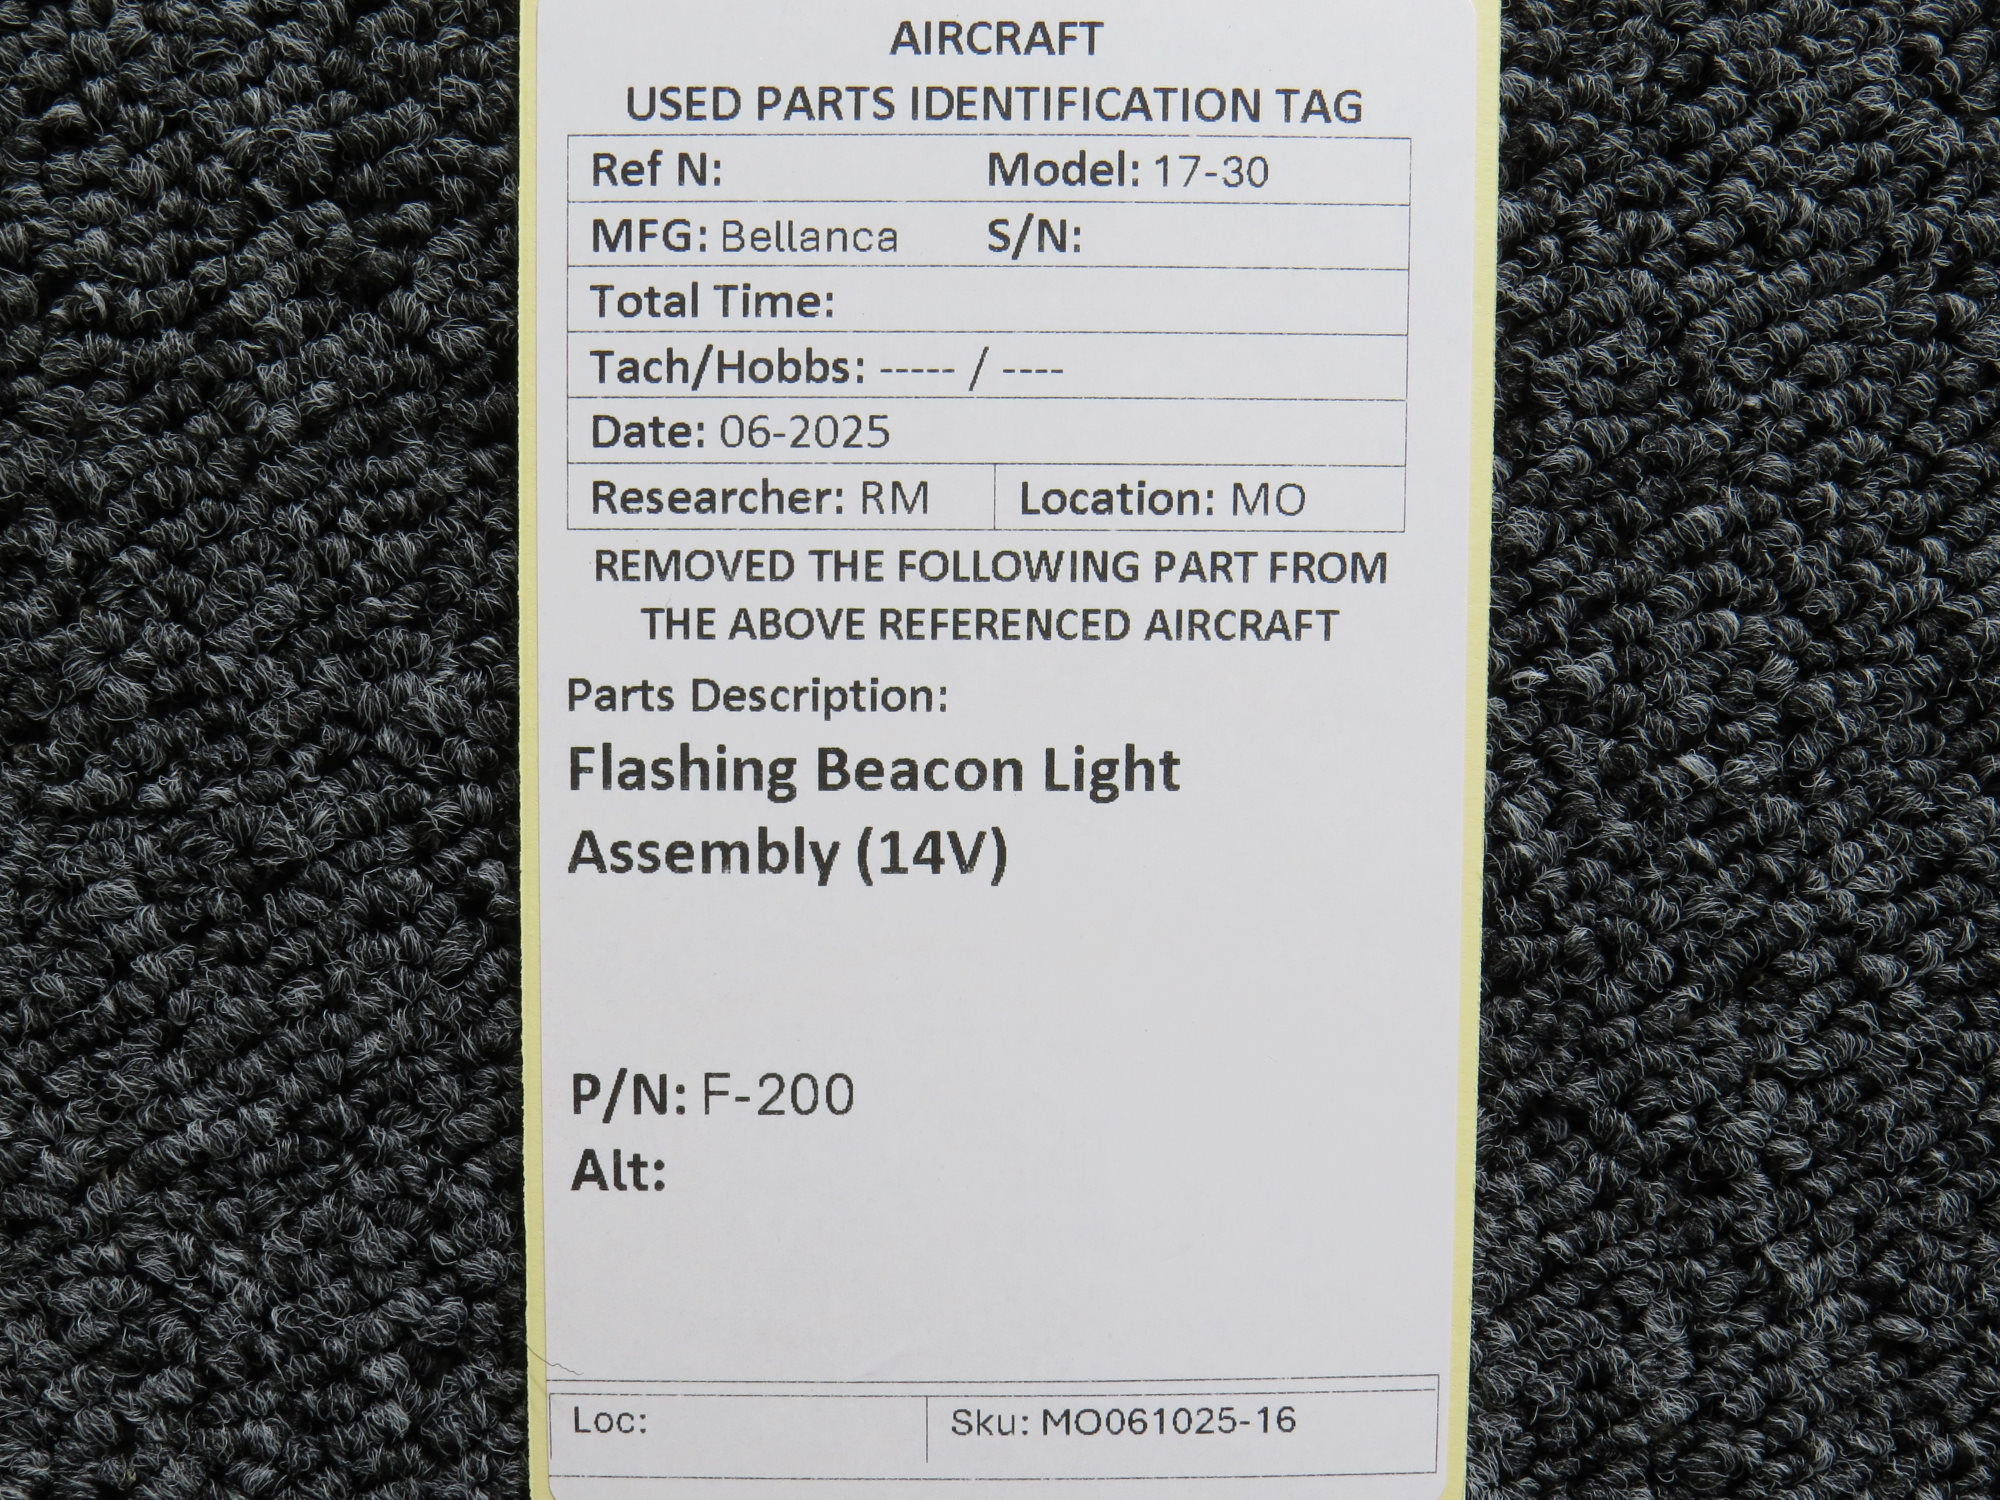 AIRCRAFT
USED PARTS IDENTIFICATION TAG
Ref N: Model: 17-30
MFG: Bellanca S/N:
Total Time:
Tach/Hobbs: ----- / ----
Date: 06-2025
Researcher: RM Location: MO
REMOVED THE FOLLOWING PART FROM
THE ABOVE REFERENCED AIRCRAFT
Parts Description:
Flashing Beacon Light
Assembly (14V)
P/N: F-200
Alt:
Loc: Sku: MO061025-16